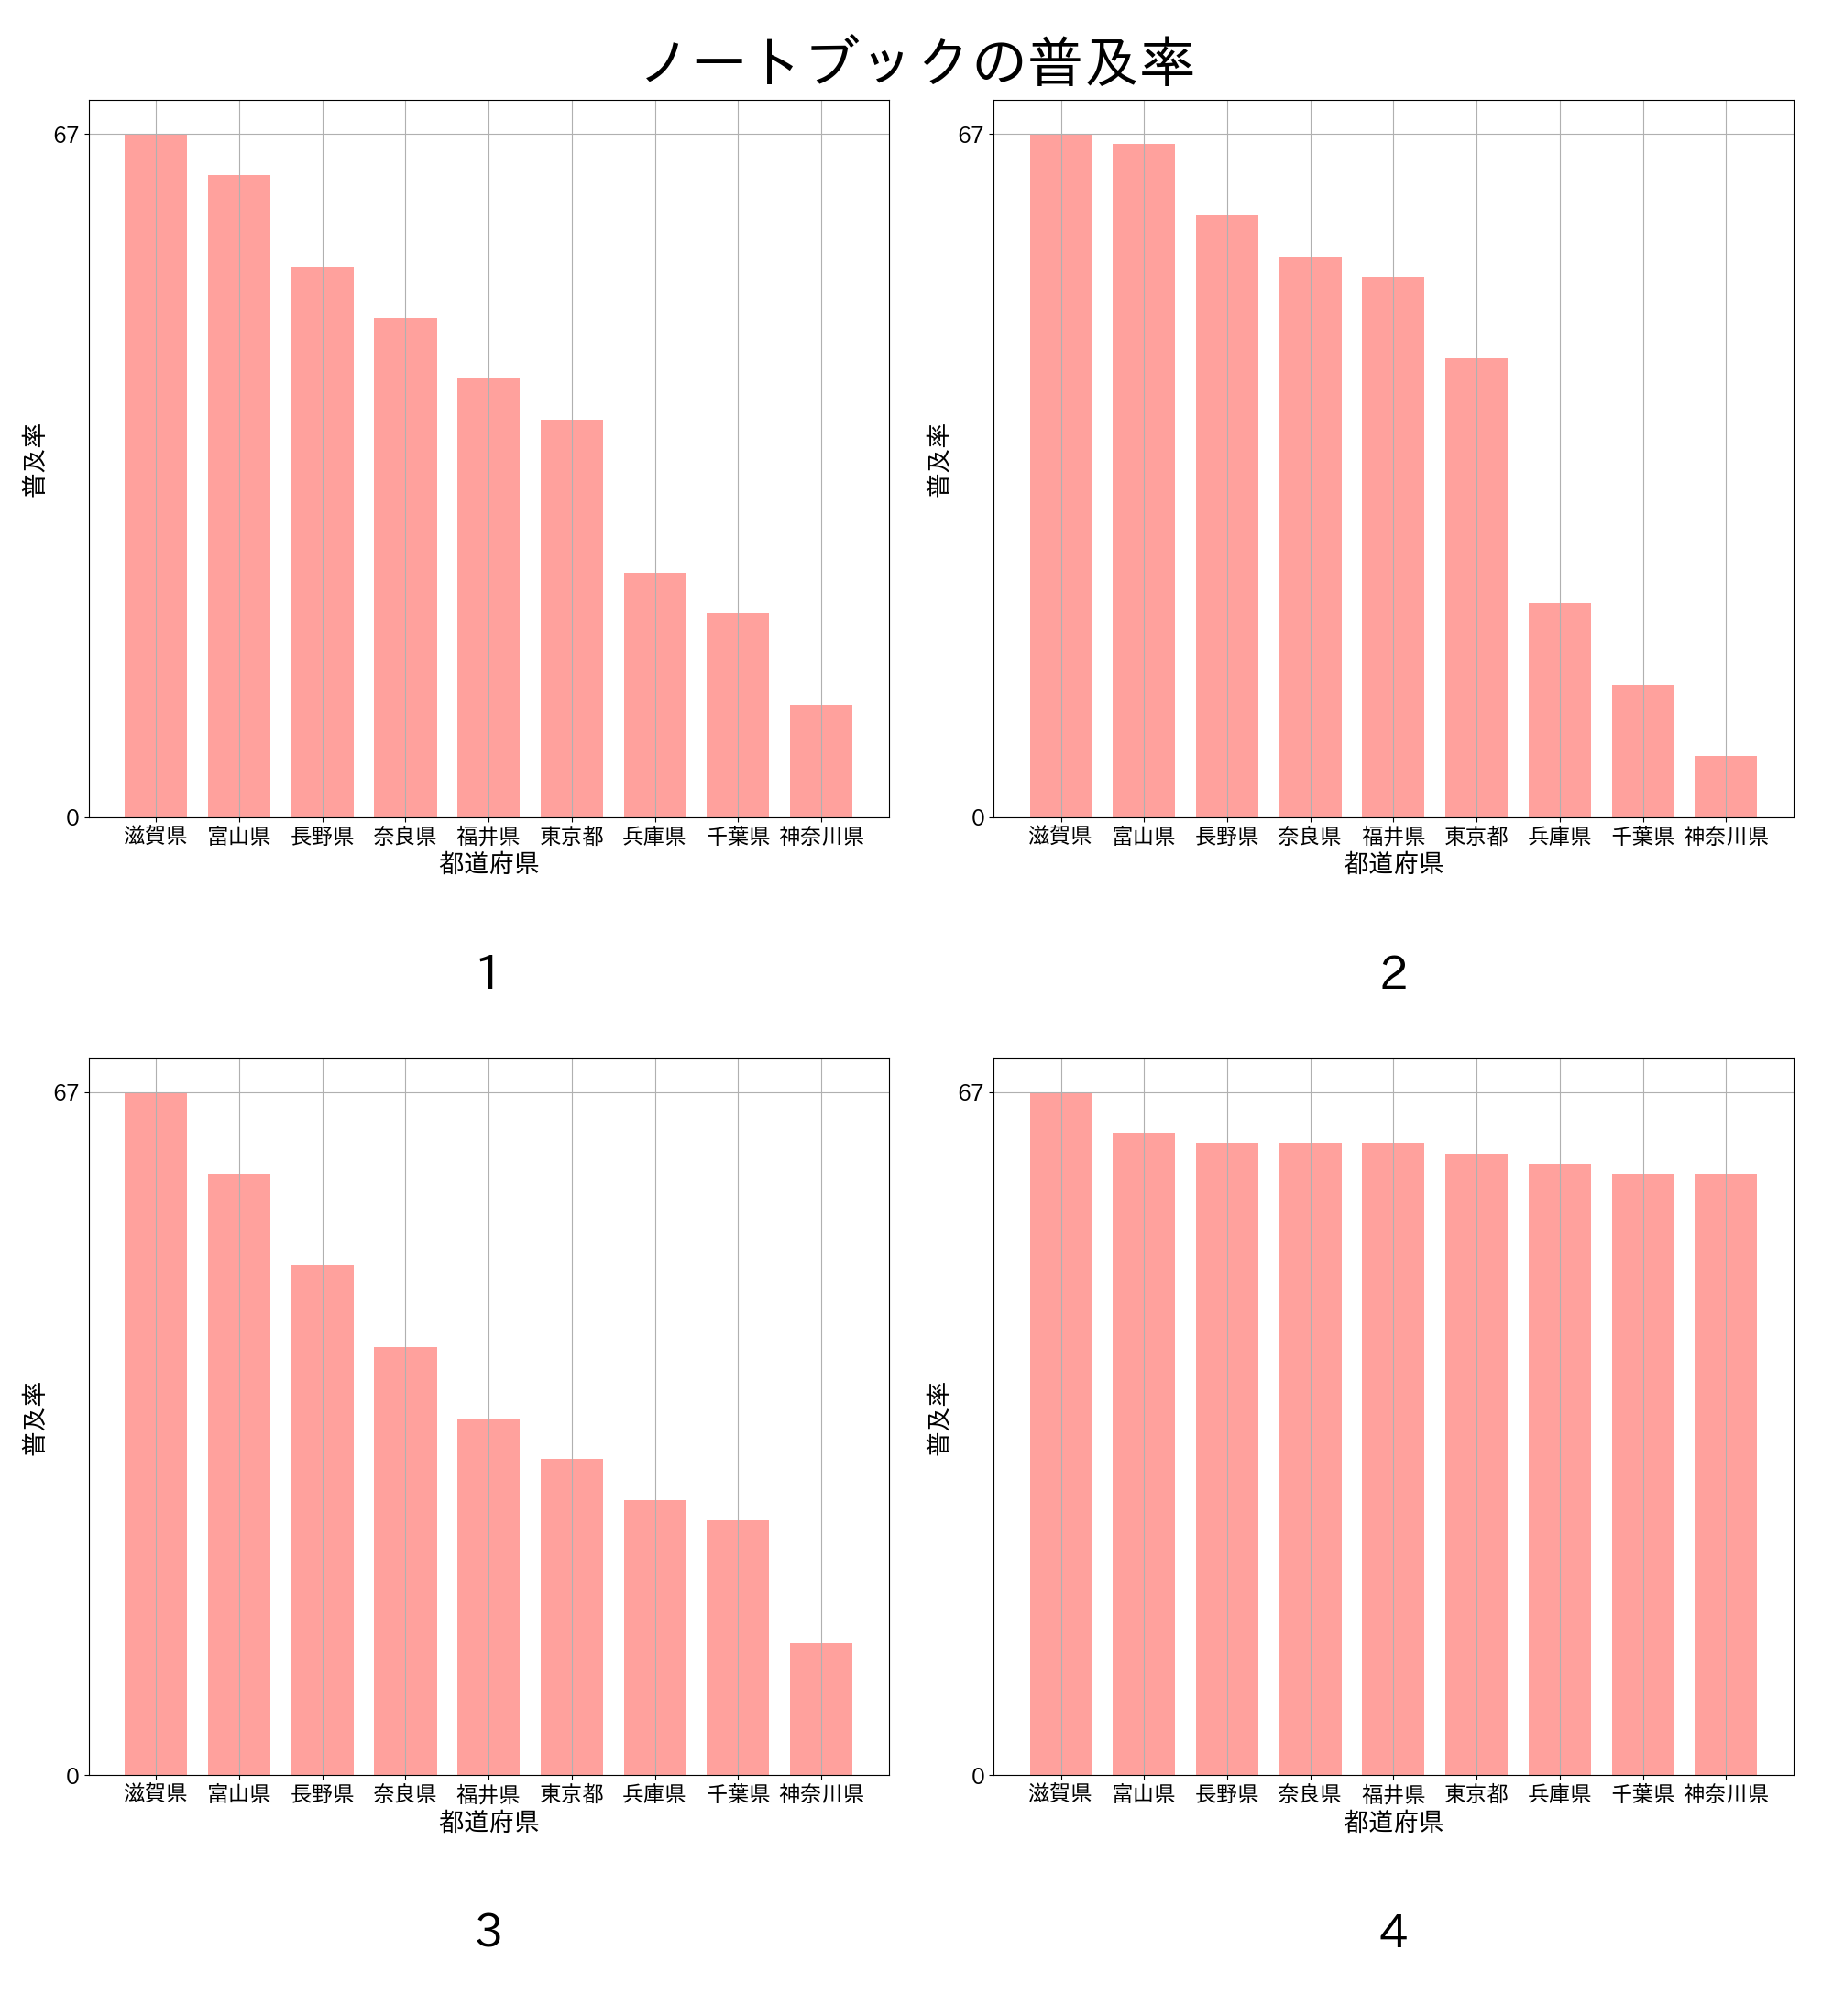 ノートブックの普及率
67
0
普及率
滋賀県 富山県 長野県 奈良県 福井県 東京都 兵庫県 千葉県 神奈川県
都道府県
1
67
0
普及率
滋賀県 富山県 長野県 奈良県 福井県 東京都 兵庫県 千葉県 神奈川県
都道府県
2
67
0
普及率
滋賀県 富山県 長野県 奈良県 福井県 東京都 兵庫県 千葉県 神奈川県
都道府県
3
67
0
普及率
滋賀県 富山県 長野県 奈良県 福井県 東京都 兵庫県 千葉県 神奈川県
都道府県
4